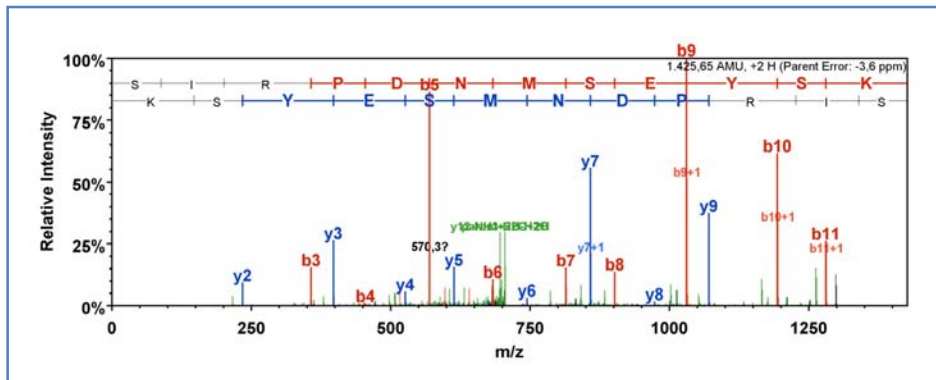 b9
100%
1.425,65 AMU, +2 H (Parent Error: -3,6 ppm)
S I R P D N M S E Y S K
b5
K S Y E S M N D P R I S
75%
y7
b10
b9+1
50%
b10+1
y9
y3
570,3?
y7+1
b11
b11+1
25%
b3
y5
b7
b8
b6
y2
y4
b4
y6
y8
0%
0 250 500 750 1000 1250
m/z
Relative Intensity